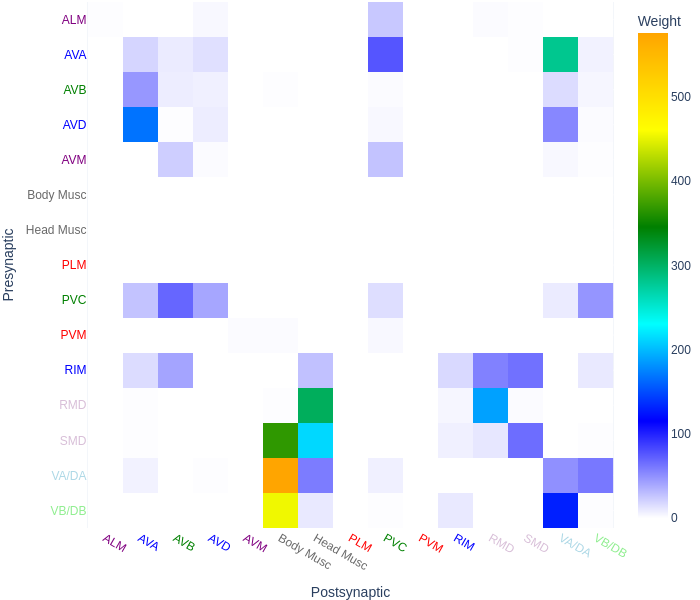 Weight
500
400
300
200
100
0
Presynaptic
ALM
AVA
AVB
AVD
AVM
Body Musc
Head Musc
PLM
PVC
PVM
RIM
RMD
SMD
VA/DA
VB/DB
ALM
AVA
AVB
AVD
AVM
Body Musc
Head Musc
PLM
PVC
PVM
RIM
RMD
SMD
VA/DA
VB/DB
Postsynaptic